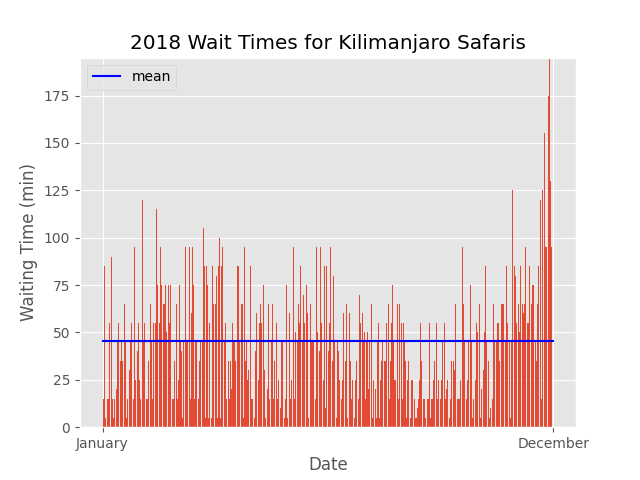 2018 Wait Times for Kilimanjaro Safaris
mean
175
150
125
100
75
50
25
0
Waiting Time (min)
January
December
Date